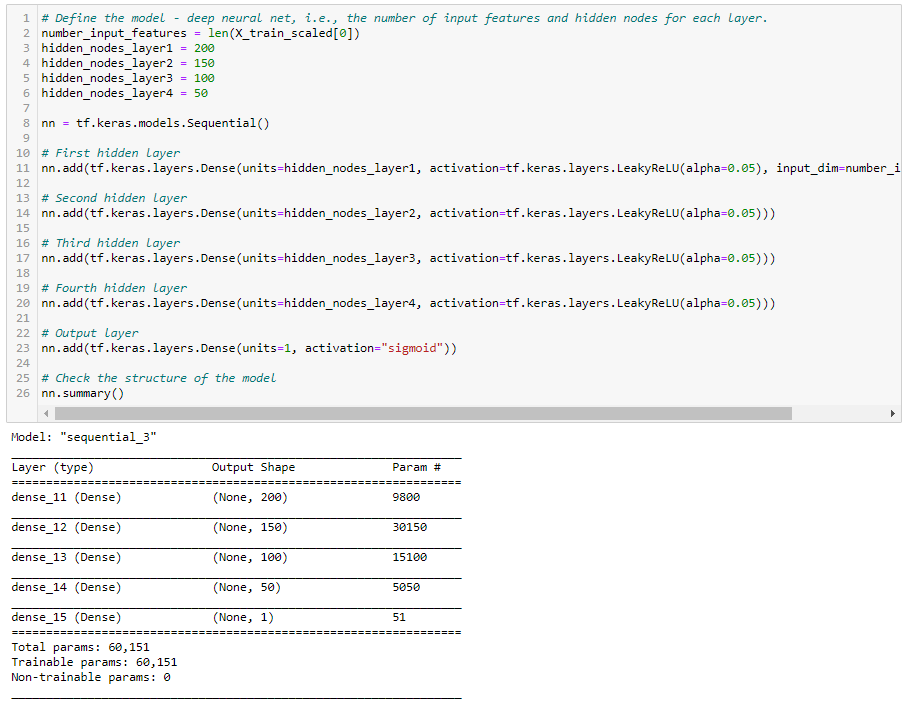 1 # Define the model - deep neural net, i.e., the number of input features and hidden nodes for each layer.
2 number_input_features = len(X_train_scaled[0])
3 hidden_nodes_layer1 = 200
4 hidden_nodes_layer2 = 150
5 hidden_nodes_layer3 = 100
6 hidden_nodes_layer4 = 50
7
8 nn = tf.keras.models.Sequential()
9
10 # First hidden layer
11 nn.add(tf.keras.layers.Dense(units=hidden_nodes_layer1, activation=tf.keras.layers.LeakyReLU(alpha=0.05), input_dim=number_i
12
13 # Second hidden layer
14 nn.add(tf.keras.layers.Dense(units=hidden_nodes_layer2, activation=tf.keras.layers.LeakyReLU(alpha=0.05)))
15
16 # Third hidden layer
17 nn.add(tf.keras.layers.Dense(units=hidden_nodes_layer3, activation=tf.keras.layers.LeakyReLU(alpha=0.05)))
18
19 # Fourth hidden layer
20 nn.add(tf.keras.layers.Dense(units=hidden_nodes_layer4, activation=tf.keras.layers.LeakyReLU(alpha=0.05)))
21
22 # Output layer
23 nn.add(tf.keras.layers.Dense(units=1, activation="sigmoid"))
24
25 # Check the structure of the model
26 nn.summary()
Model: "sequential_3"
Layer (type) Output Shape Param #
dense_11 (Dense) (None, 200) 9800
dense_12 (Dense) (None, 150) 30150
dense_13 (Dense) (None, 100) 15100
dense_14 (Dense) (None, 50) 5050
dense_15 (Dense) (None, 1) 51
Total params: 60,151
Trainable params: 60,151
Non-trainable params: 0